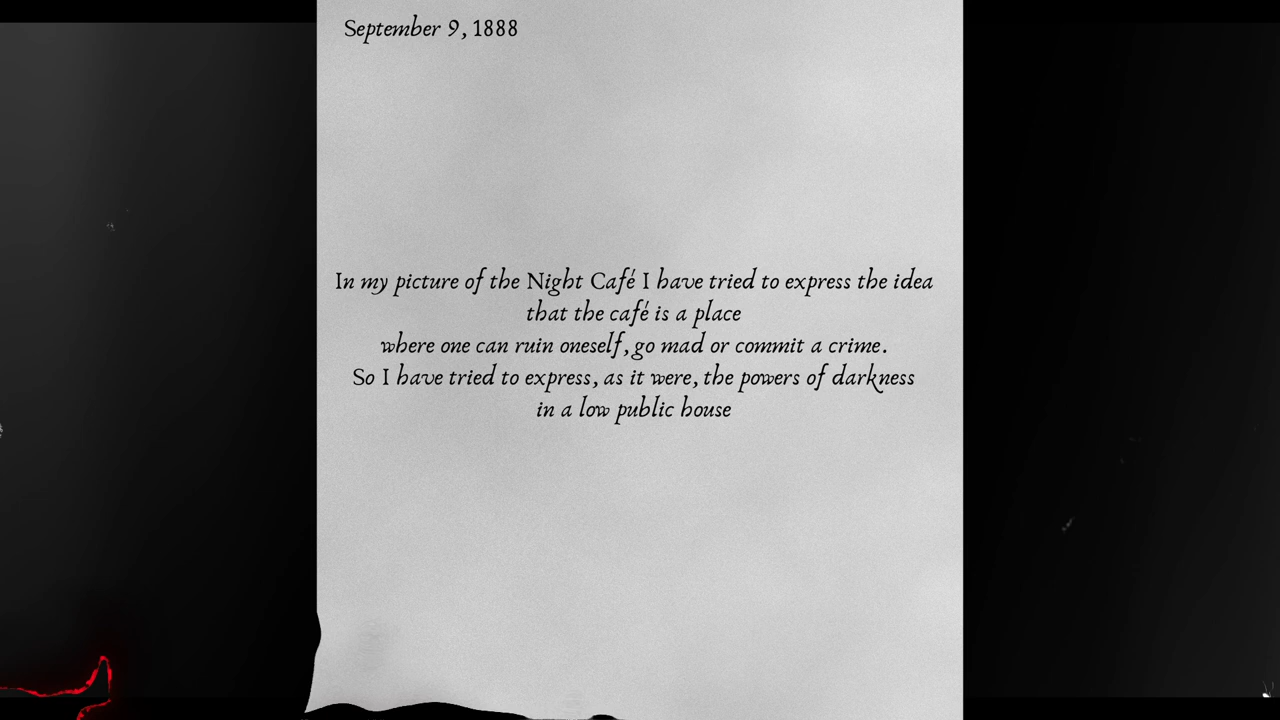 September 9, 1888
In my picture of the Night Café I have tried to express the idea
that the café is a place
where one can ruin oneself, go mad or commit a crime.
So I have tried to express, as it were, the powers of darkness
in a low public house